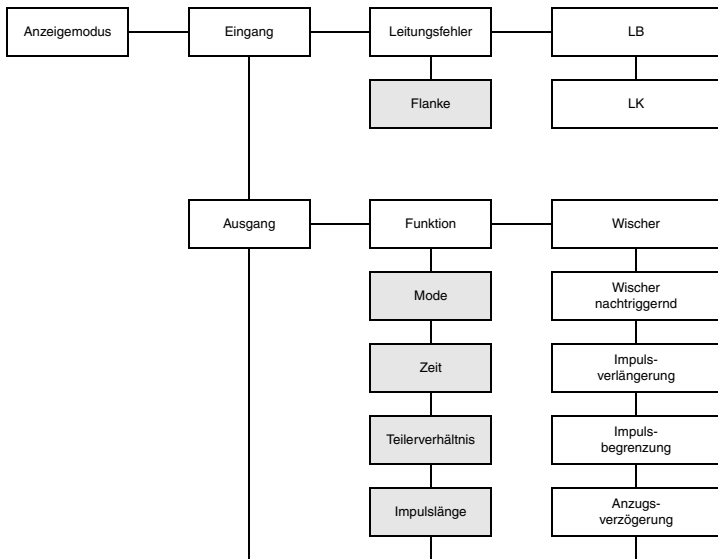 Anzeigemodus
Eingang
Leitungsfehler
LB
Flanke
LK
Ausgang
Funktion
Wischer
Mode
Wischer
nachtriggernd
Zeit
Impuls-
verlängerung
Teilerverhältnis
Impuls-
begrenzung
Impulslänge
Anzugs-
verzögerung